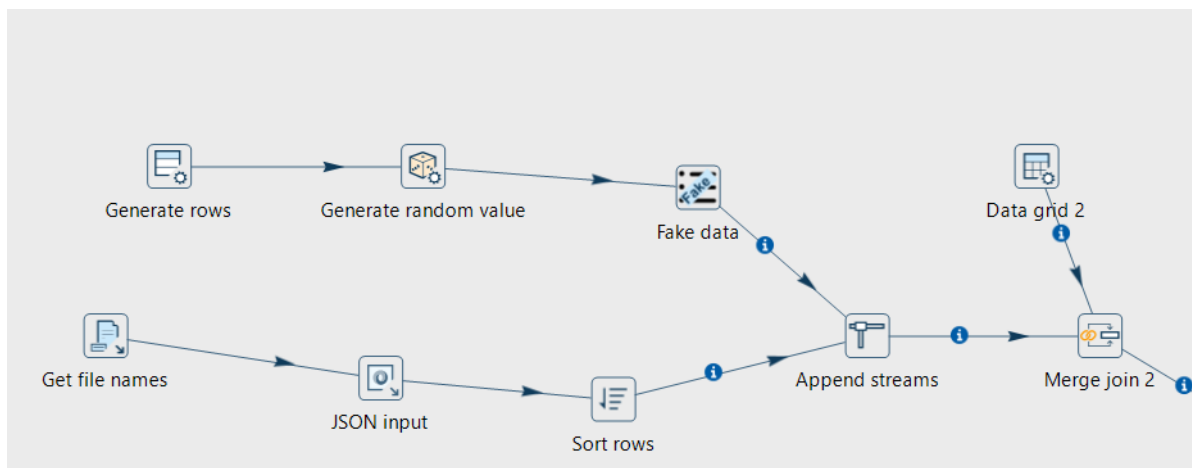 Generate rows
Generate random value
Fake
Fake data
Data grid 2
Get file names
JSON input
Sort rows
Append streams
Merge join 2